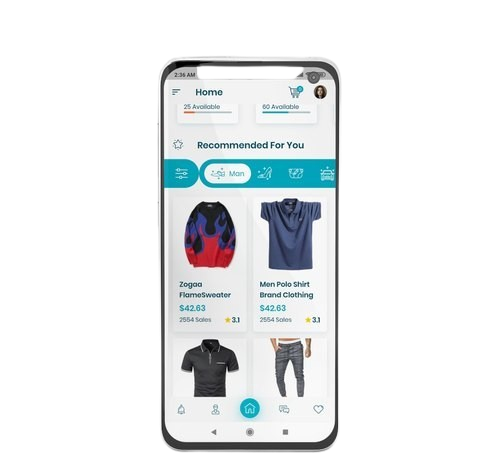 2:36 AM
Home
25 Available
60 Available
Recommended For You
Man
Zogaa
FlameSweater
$42.63
2554 Sales
3.1
Men Polo Shirt
Brand Clothing
$42.63
2554 Sales
3.1